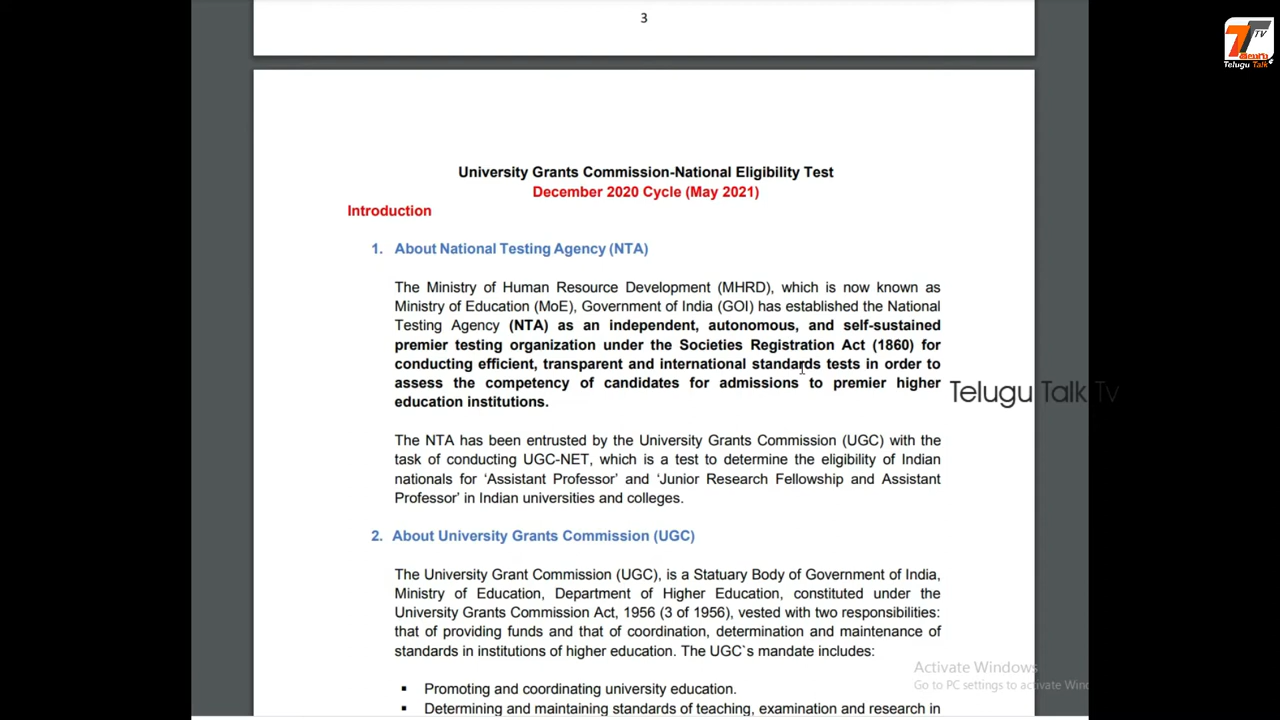 3
TV
తెలుగు
Telugu Talk
University Grants Commission-National Eligibility Test
December 2020 Cycle (May 2021)
Introduction
1. About National Testing Agency (NTA)
The Ministry of Human Resource Development (MHRD), which is now known as
Ministry of Education (MoE), Government of India (GOI) has established the National
Testing Agency (NTA) as an independent, autonomous, and self-sustained
premier testing organization under the Societies Registration Act (1860) for
conducting efficient, transparent and international standards tests in order to
assess the competency of candidates for admissions to premier higher
education institutions.
Telugu Talk Tv
The NTA has been entrusted by the University Grants Commission (UGC) with the
task of conducting UGC-NET, which is a test to determine the eligibility of Indian
nationals for ‘Assistant Professor’ and ‘Junior Research Fellowship and Assistant
Professor’ in Indian universities and colleges.
2. About University Grants Commission (UGC)
The University Grant Commission (UGC), is a Statuary Body of Government of India,
Ministry of Education, Department of Higher Education, constituted under the
University Grants Commission Act, 1956 (3 of 1956), vested with two responsibilities:
that of providing funds and that of coordination, determination and maintenance of
standards in institutions of higher education. The UGC`s mandate includes:
Activate Windows
Go to PC settings to activate Wind
▪ Promoting and coordinating university education.
▪ Determining and maintaining standards of teaching, examination and research in